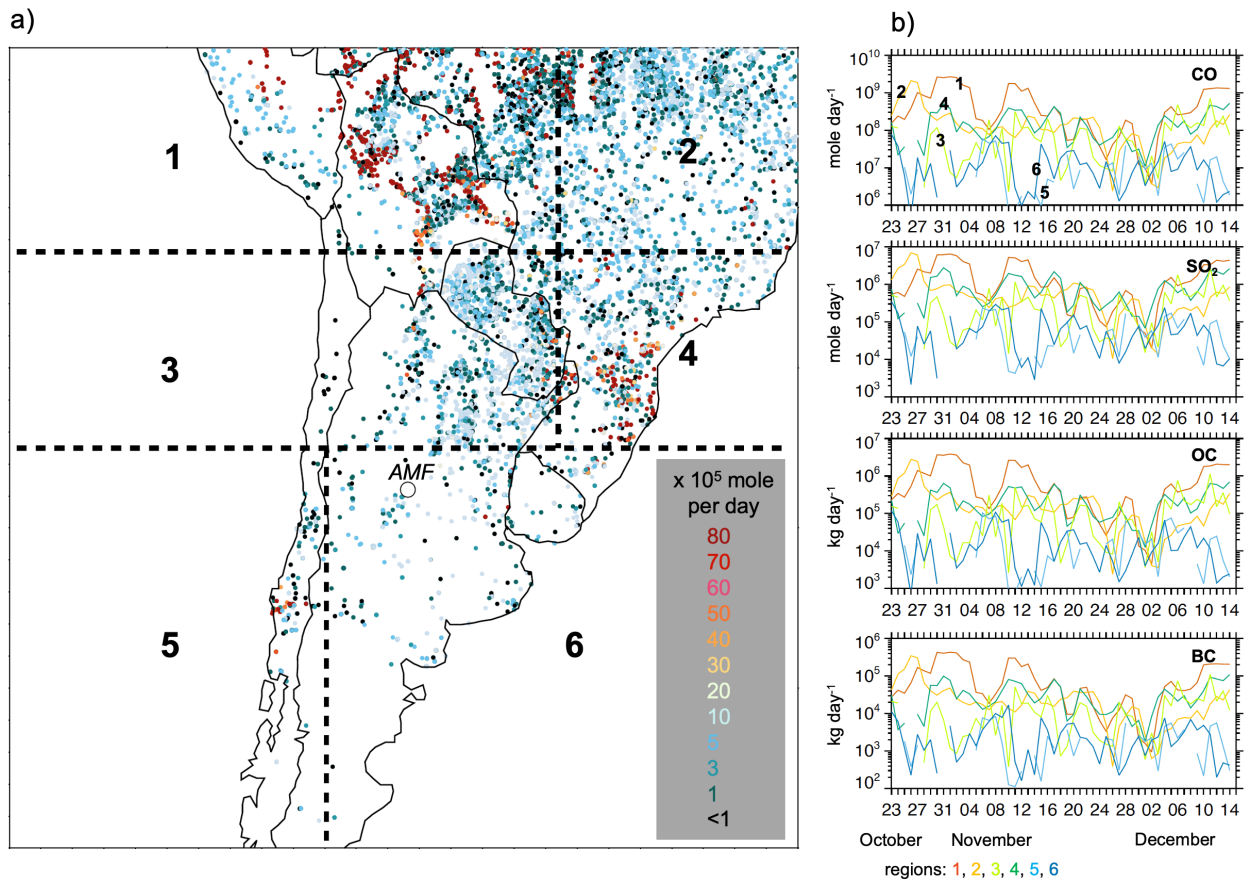 a)
1
2
3
4
5
6
AMF
x 10⁵ mole
per day
80
70
60
50
40
30
20
10
5
3
1
<1
b)
10¹⁰
10⁹
10⁸
10⁷
10⁶
mole day⁻¹
CO
1
2
4
3
6
5
23 27 31 04 08 12 16 20 24 28 02 06 10 14
10⁷
10⁶
10⁵
10⁴
10³
mole day⁻¹
SO₂
23 27 31 04 08 12 16 20 24 28 02 06 10 14
10⁷
10⁶
10⁵
10⁴
10³
kg day⁻¹
OC
23 27 31 04 08 12 16 20 24 28 02 06 10 14
10⁶
10⁵
10⁴
10³
10²
kg day⁻¹
BC
23 27 31 04 08 12 16 20 24 28 02 06 10 14
October November December
regions: 1, 2, 3, 4, 5, 6